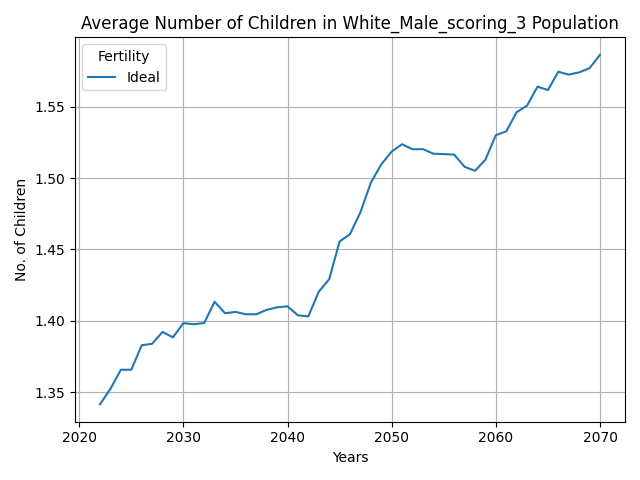 Average Number of Children in White_Male_scoring_3 Population
Fertility
Ideal
No. of Children
1.55
1.50
1.45
1.40
1.35
2020 2030 2040 2050 2060 2070
Years